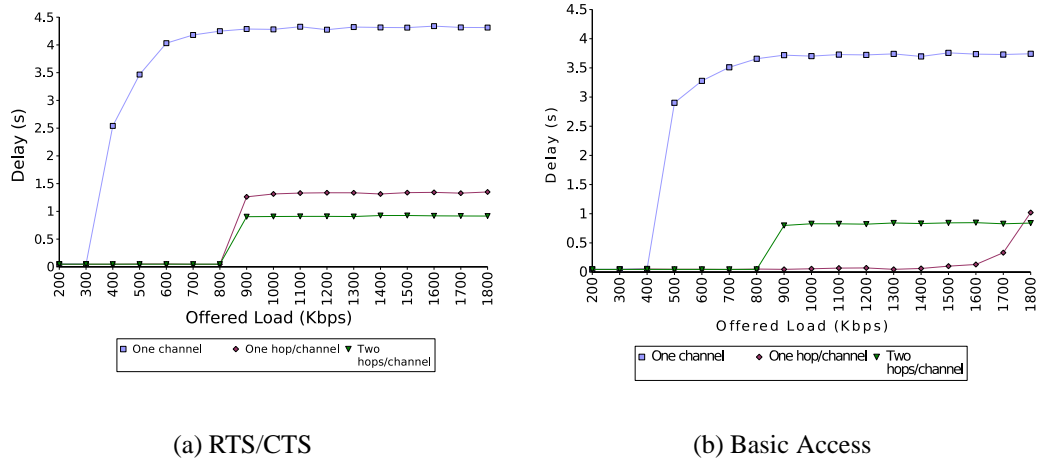 4.5
4
3.5
3
2.5
2
1.5
1
0.5
0
Delay (s)
200 300 400 500 600 700 800 900 1000 1100 1200 1300 1400 1500 1600 1700 1800
Offered Load (Kbps)
One channel One hop/channel Two hops/channel
(a) RTS/CTS
4.5
4
3.5
3
2.5
2
1.5
1
0.5
0
Delay (s)
200 300 400 500 600 700 800 900 1000 1100 1200 1300 1400 1500 1600 1700 1800
Offered Load (Kbps)
One channel One hop/channel Two
hops/channel
(b) Basic Access